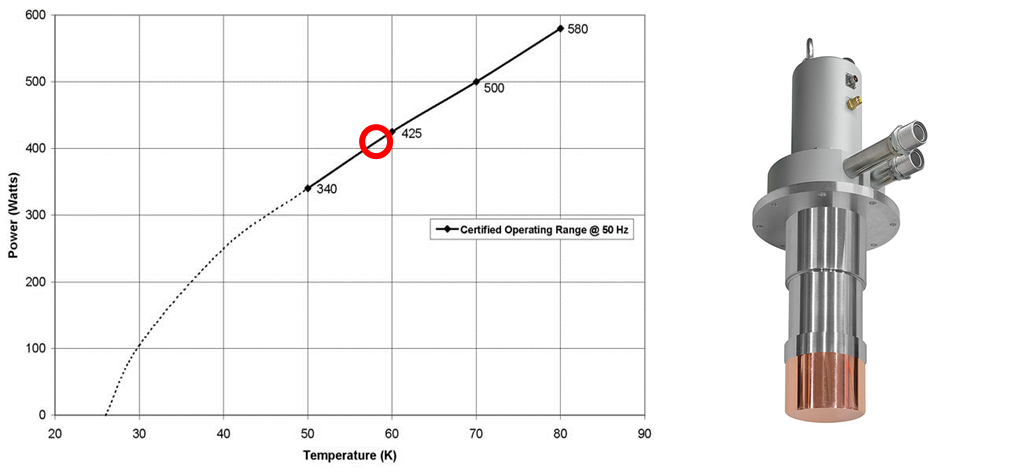 600
500
400
300
200
100
0
580
500
425
340
Certified Operating Range @ 50 Hz
Power (Watts)
20 30 40 50 60 70 80 90
Temperature (K)